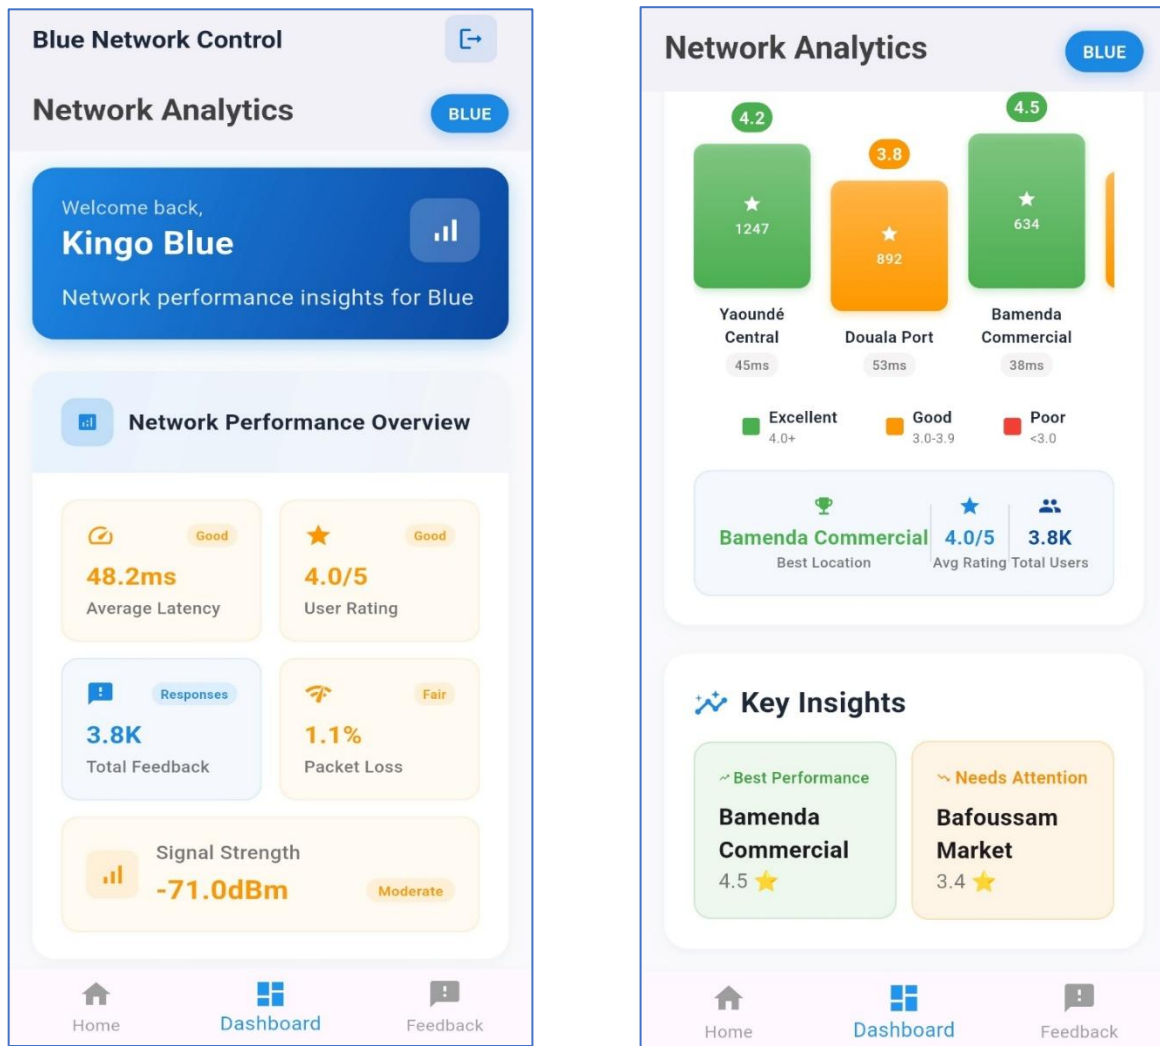 Blue Network Control
Network Analytics
BLUE
Welcome back,
Kingo Blue
Network performance insights for Blue
Network Performance Overview
Good
48.2ms
Average Latency
Good
4.0/5
User Rating
Responses
3.8K
Total Feedback
Fair
1.1%
Packet Loss
Signal Strength
-71.0dBm
Moderate
Home
Dashboard
Feedback
Network Analytics
BLUE
4.2
1247
Yaoundé
Central
45ms
3.8
892
Douala Port
53ms
4.5
634
Bamenda
Commercial
38ms
Excellent
4.0+
Good
3.0-3.9
Poor
<3.0
Bamenda Commercial
Best Location
4.0/5
Avg Rating
3.8K
Total Users
Key Insights
Best Performance
Bamenda
Commercial
4.5
Needs Attention
Bafoussam
Market
3.4
Home
Dashboard
Feedback